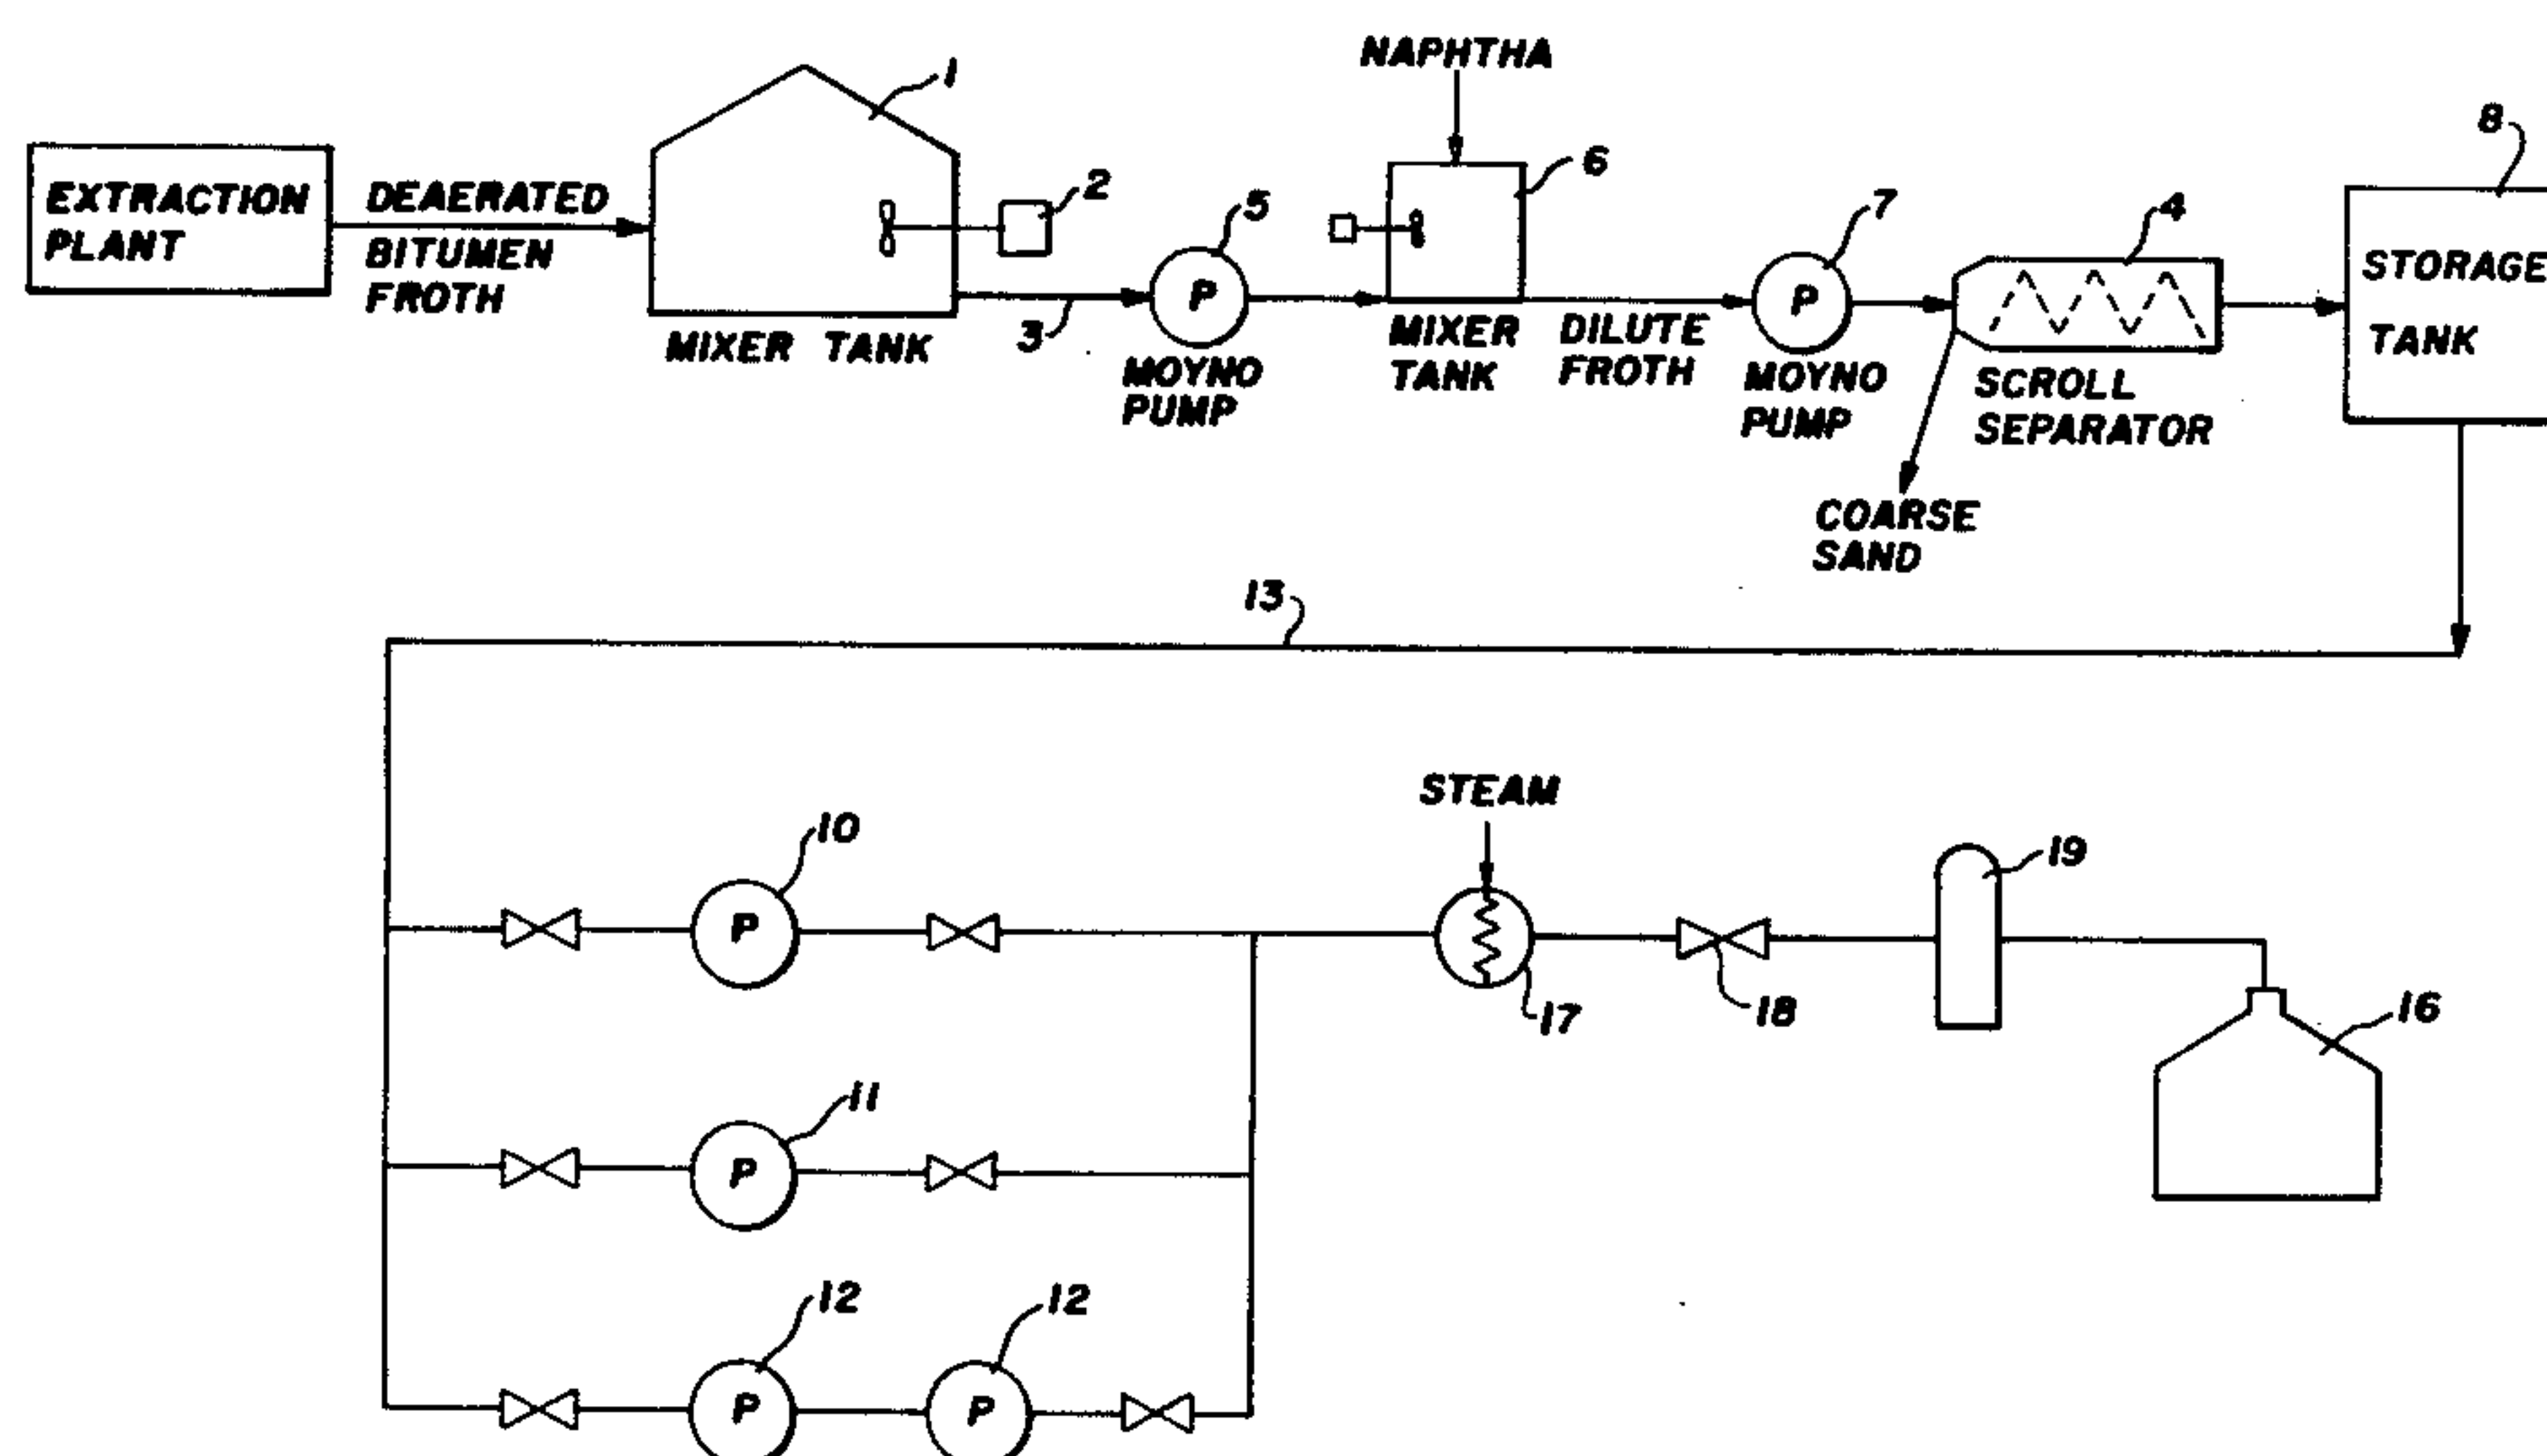 NAPHTHA
1
8
EXTRACTION
PLANT
DEAERATED
BITUMEN
FROTH
2
5
6
7
4
STORAGE
TANK
3
MIXER TANK
MOYNO
PUMP
MIXER
TANK
DILUTE
FROTH
P
P
MOYNO
PUMP
SCROLL
SEPARATOR
COARSE
SAND
13
STEAM
10
P
19
17
18
16
11
P
12
12
P
P